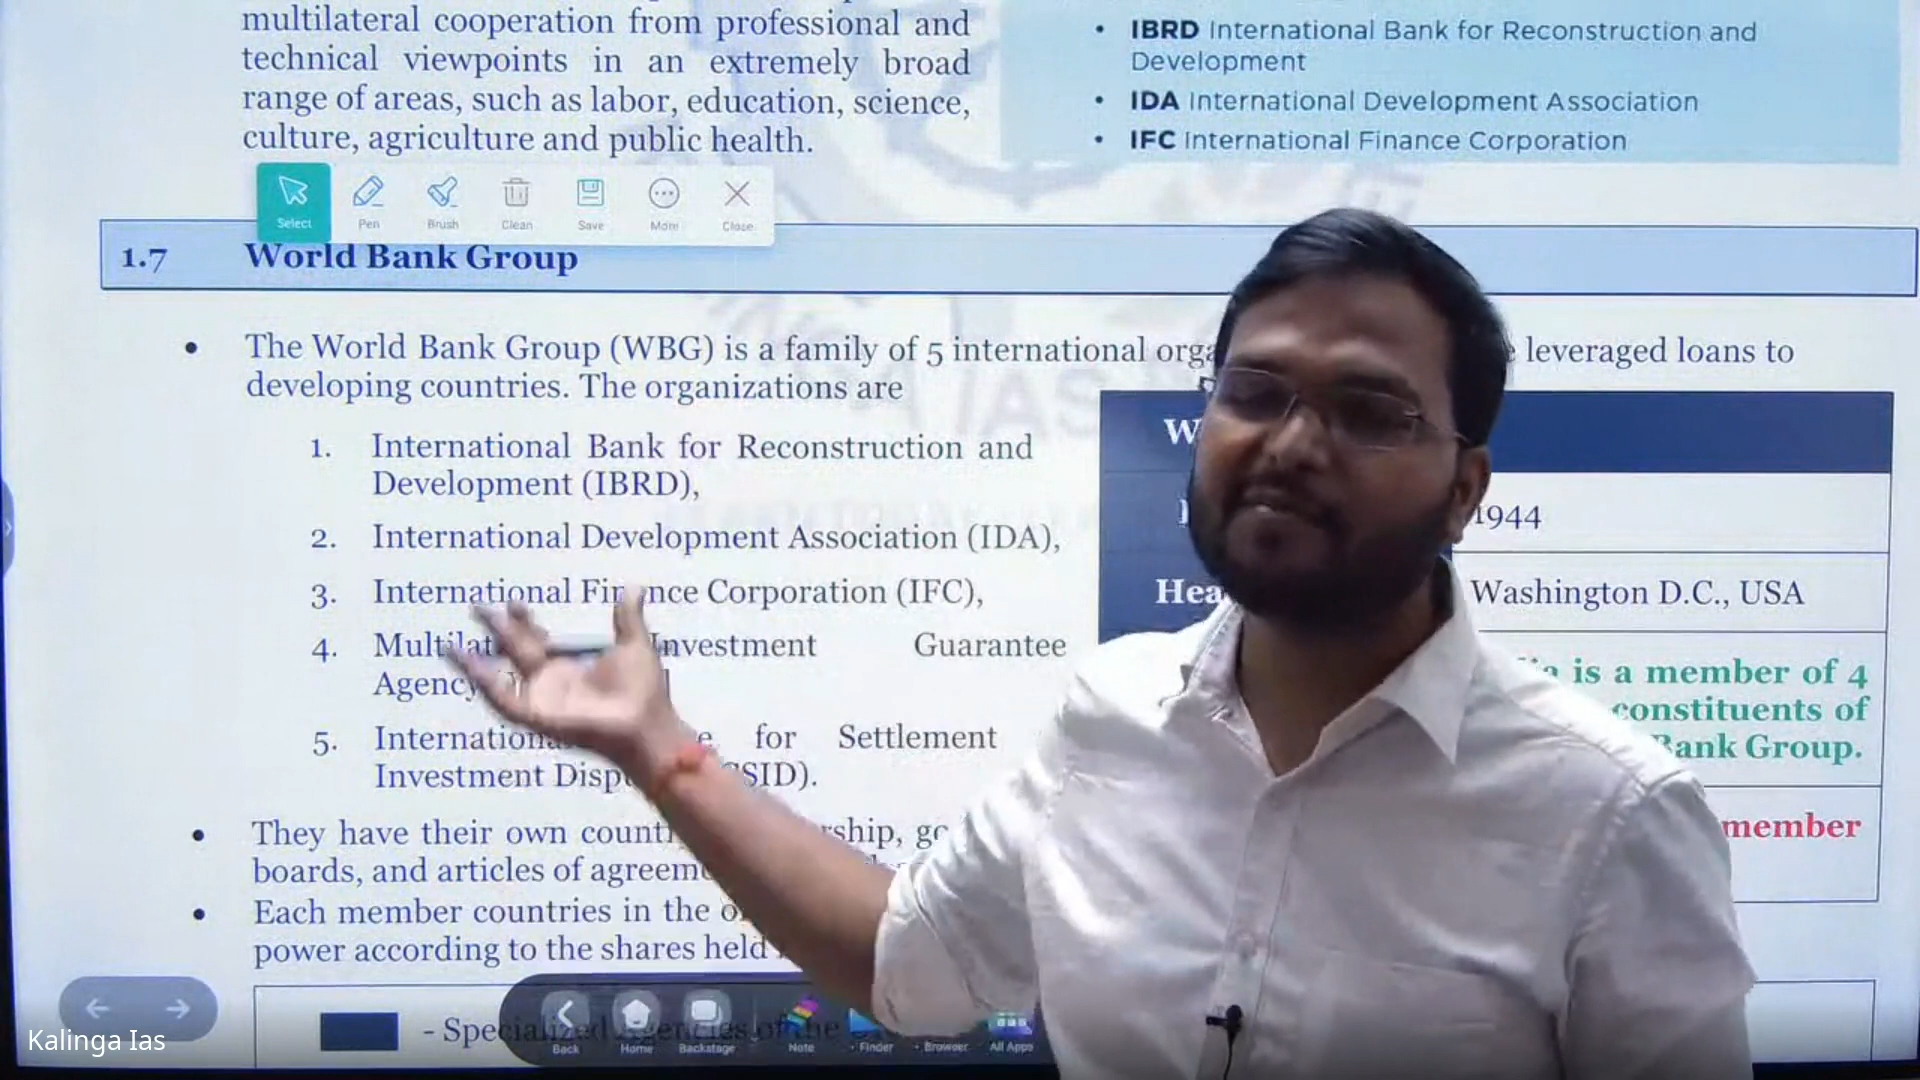 multilateral cooperation from professional and
technical viewpoints in an extremely broad
range of areas, such as labor, education, science,
culture, agriculture and public health.
• IBRD International Bank for Reconstruction and
Development
• IDA International Development Association
• IFC International Finance Corporation
Select Pen Brush Clean Save More Close
1.7 World Bank Group
• The World Bank Group (WBG) is a family of 5 international leveraged loans to
developing countries. The organizations are
1. International Bank for Reconstruction and
Development (IBRD),
2. International Development Association (IDA),
3. International Corporation (IFC),
4. Investment Guarantee
5. for Settlement
Investment
1944
Washington D.C., USA
is a member of 4
constituents of
Bank Group.
member
• They have their own
boards, and articles of
• Each member countries in the
power according to the shares held
- Specialized Agencies of the
Back Home Backstage Note Finder Browser All Apps
Kalinga Ias